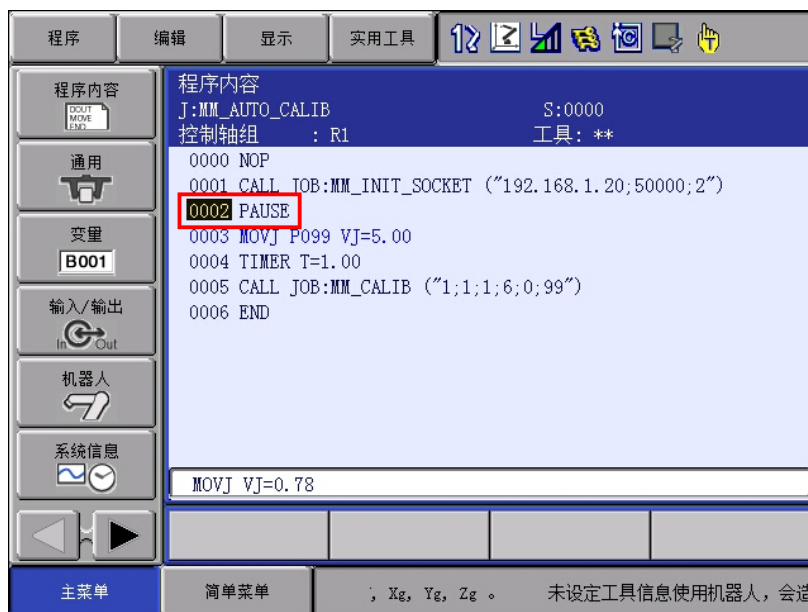 程序 编辑 显示 实用工具
程序内容
DOUT
MOVE
END
通用
变量
B001
输入/输出
In Out
机器人
系统信息
程序内容
J:MM_AUTO_CALIB S:0000
控制轴组 : R1 工具: **
0000 NOP
0001 CALL JOB:MM_INIT_SOCKET ("192.168.1.20;50000;2")
0002 PAUSE
0003 MOVJ P099 VJ=5.00
0004 TIMER T=1.00
0005 CALL JOB:MM_CALIB ("1;1;1;6;0;99")
0006 END
MOVJ VJ=0.78
主菜单 简单菜单 , Xg, Yg, Zg 。 未设定工具信息使用机器人，会造